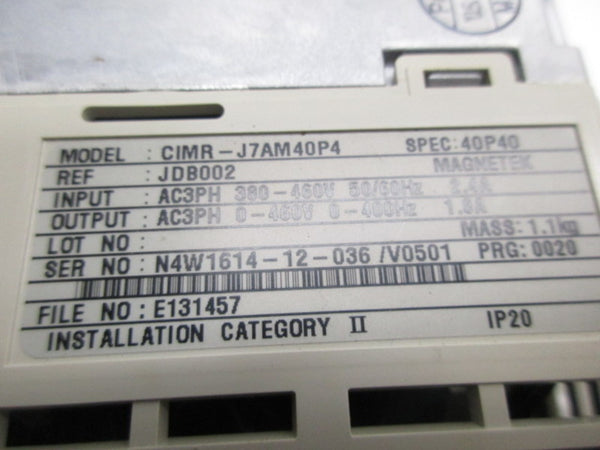 MODEL : CIMR-J7AM40P4 SPEC: 40P40
REF : JDB002 MAGNETEK
INPUT : AC3PH 380-460V 50/60Hz 2.4A
OUTPUT : AC3PH 0-460V 0-400Hz 1.8A
LOT NO : MASS: 1.1kg
SER NO : N4W1614-12-036 /V0501 PRG: 0020
FILE NO : E131457
INSTALLATION CATEGORY II IP20